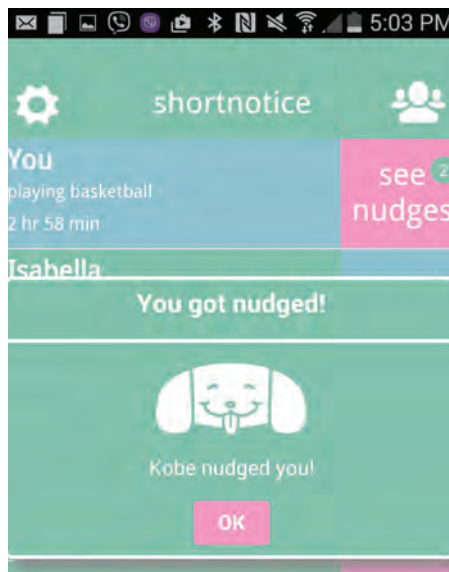 5:03 PM
shortnotice
You
playing basketball
2 hr 58 min
see 2
nudges
Isabella
You got nudged!
Kobe nudged you!
OK